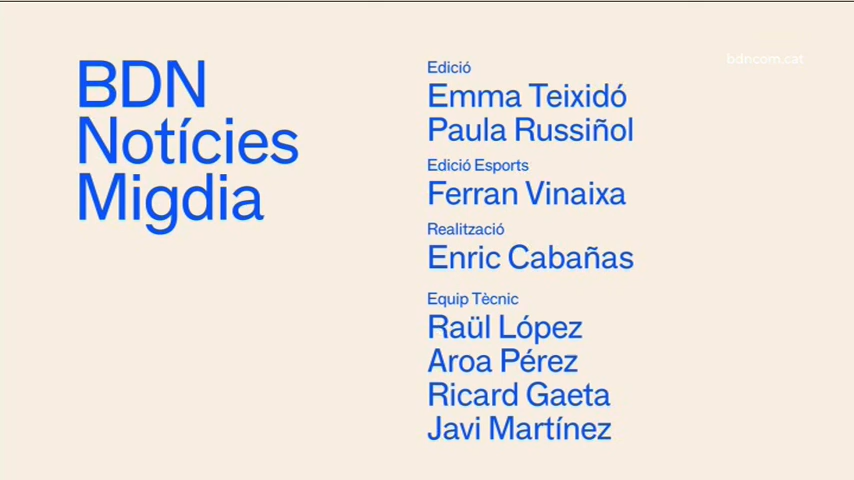 BDN
Notícies
Migdia
bdncom.cat
Edició
Emma Teixidó
Paula Russiñol
Edició Esports
Ferran Vinaixa
Realització
Enric Cabañas
Equip Tècnic
Raül López
Aroa Pérez
Ricard Gaeta
Javi Martínez